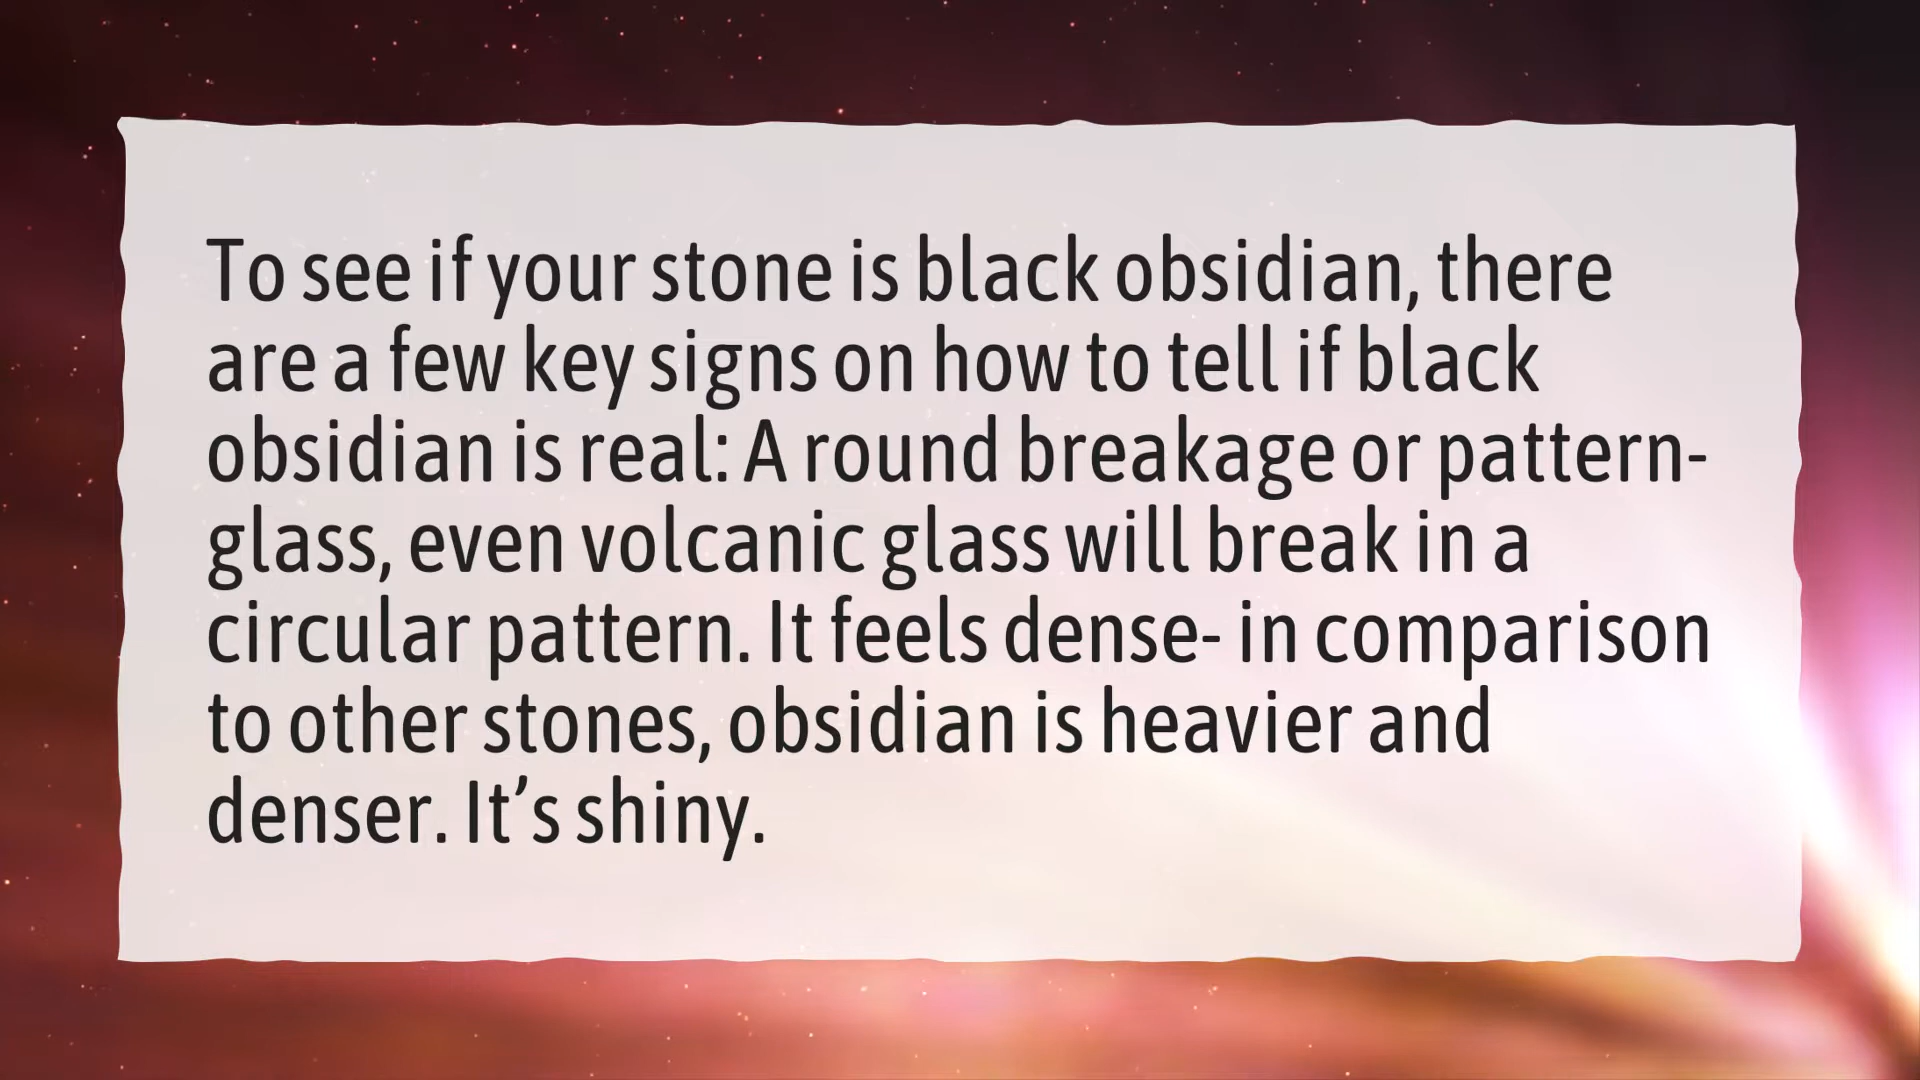 To see if your stone is black obsidian, there
are a few key signs on how to tell if black
obsidian is real: A round breakage or pattern-
glass, even volcanic glass will break in a
circular pattern. It feels dense- in comparison
to other stones, obsidian is heavier and
denser. It’s shiny.